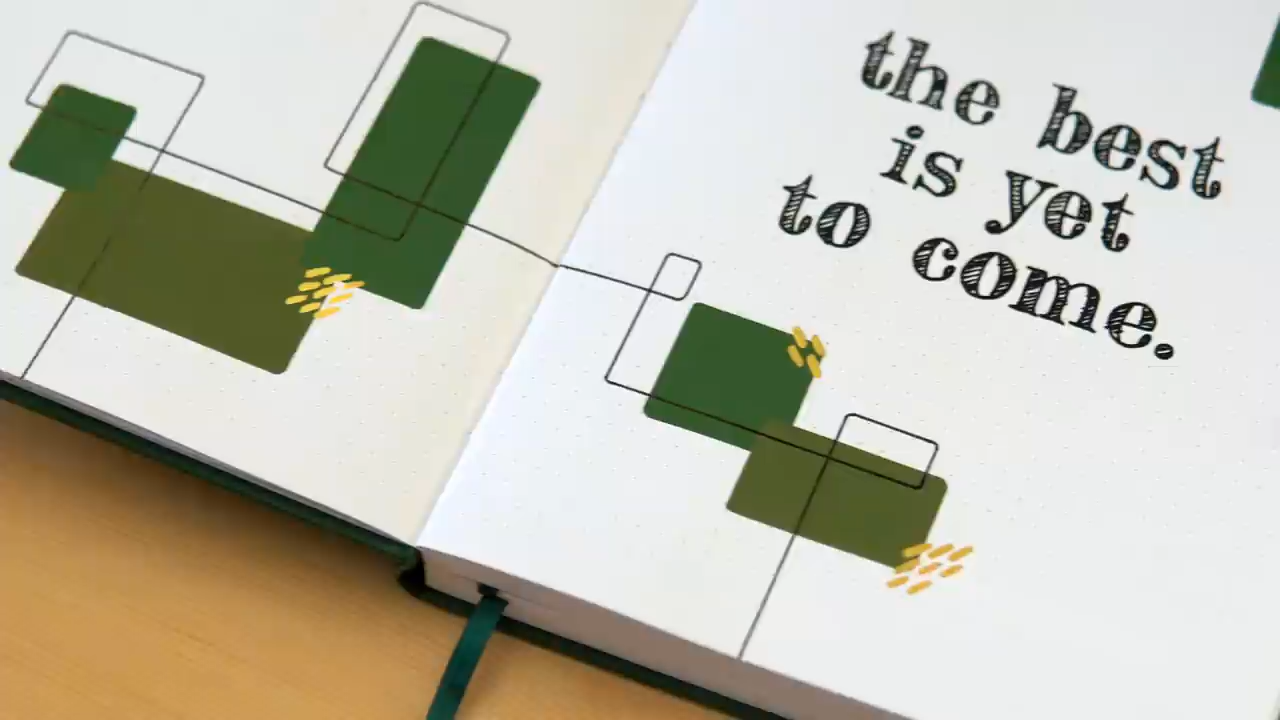 the best
is yet
to come.